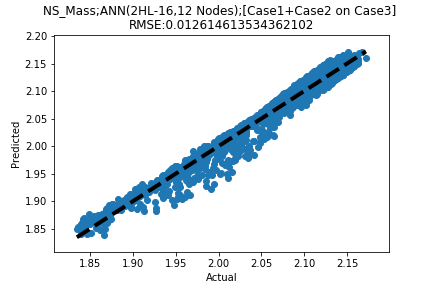 NS_Mass;ANN(2HL-16,12 Nodes);[Case1+Case2 on Case3]
RMSE:0.012614613534362102
2.20
2.15
2.10
2.05
2.00
1.95
1.90
1.85
Predicted
1.85 1.90 1.95 2.00 2.05 2.10 2.15
Actual